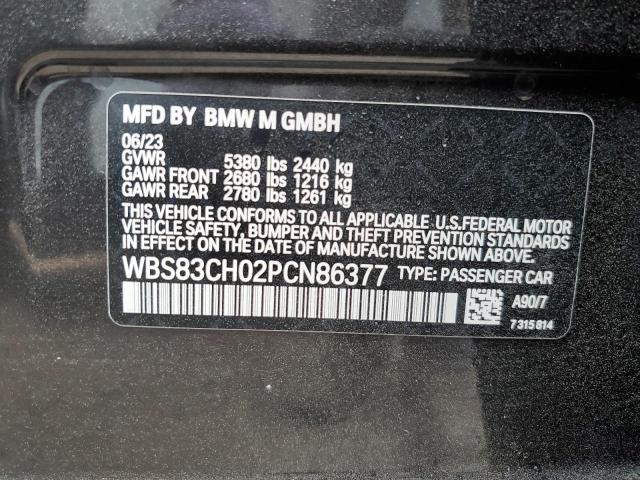 MFD BY BMW M GMBH
06/23
GVWR 5380 lbs 2440 kg
GAWR FRONT 2680 lbs 1216 kg
GAWR REAR 2780 lbs 1261 kg
THIS VEHICLE CONFORMS TO ALL APPLICABLE U.S.FEDERAL MOTOR
VEHICLE SAFETY, BUMPER AND THEFT PREVENTION STANDARDS IN
EFFECT ON THE DATE OF MANUFACTURE SHOWN ABOVE.
WBS83CH02PCN86377 TYPE: PASSENGER CAR
A90/7
7315814